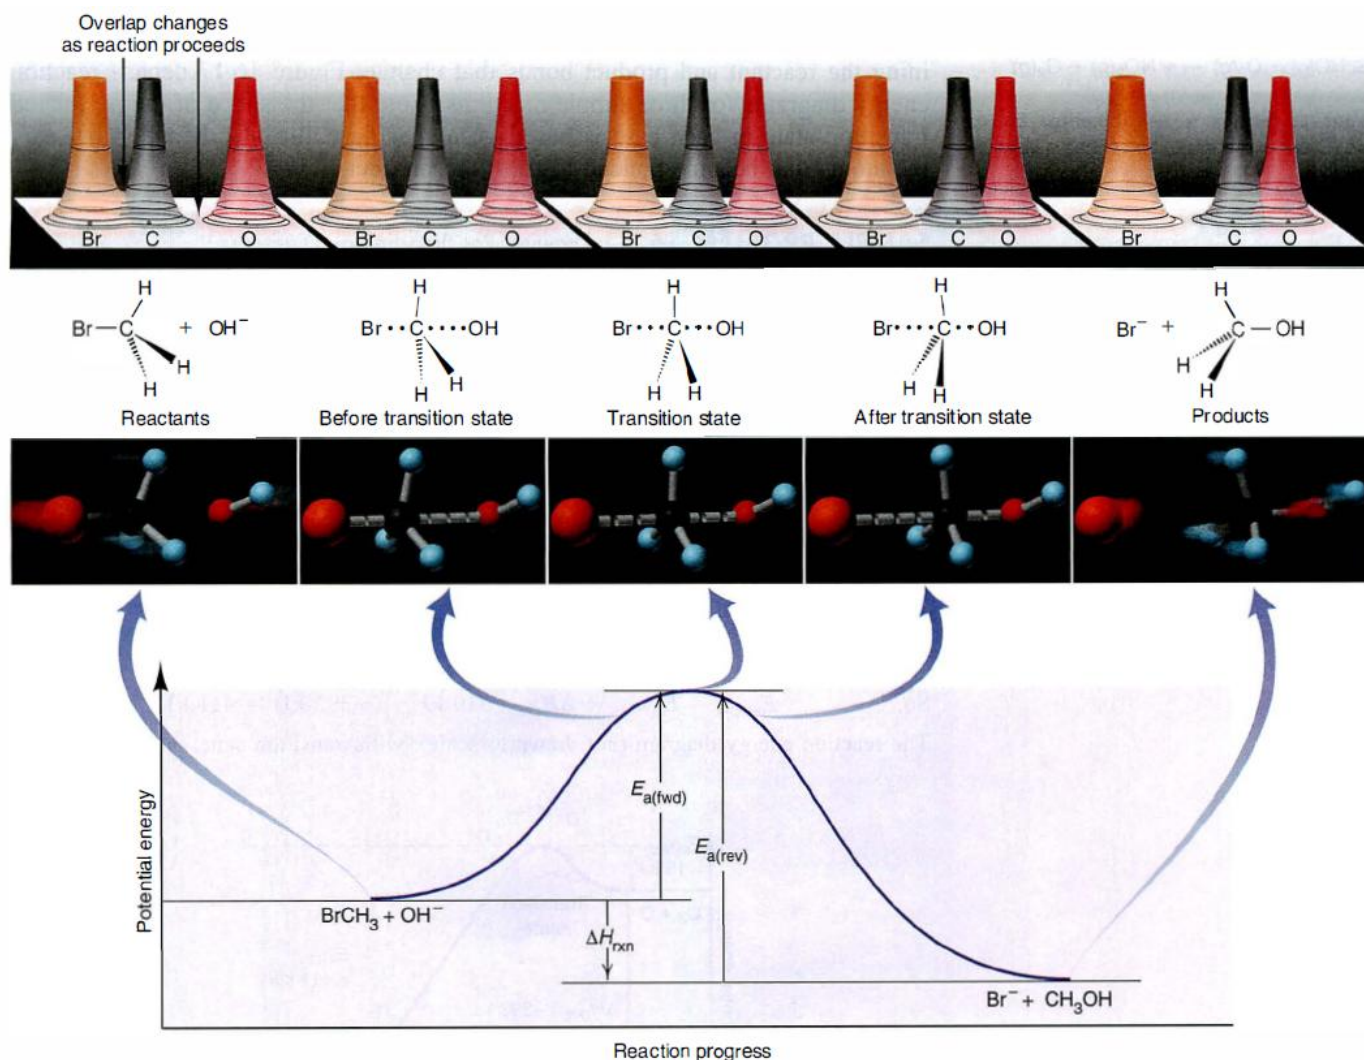 Overlap changes
as reaction proceeds
Br C O
Br C O
Br C O
Br C O
Br C O
H
Br—C + OH⁻
H
H
H
Br··C····OH
H
H
H
Br····C···OH
H
H
H
Br····C··OH
H
H
Br⁻ + H
C—OH
H
H
Reactants
Before transition state
Transition state
After transition state
Products
Potential energy
Eₐ(fwd)
Eₐ(rev)
BrCH₃ + OH⁻
ΔHrxn
Br⁻ + CH₃OH
Reaction progress